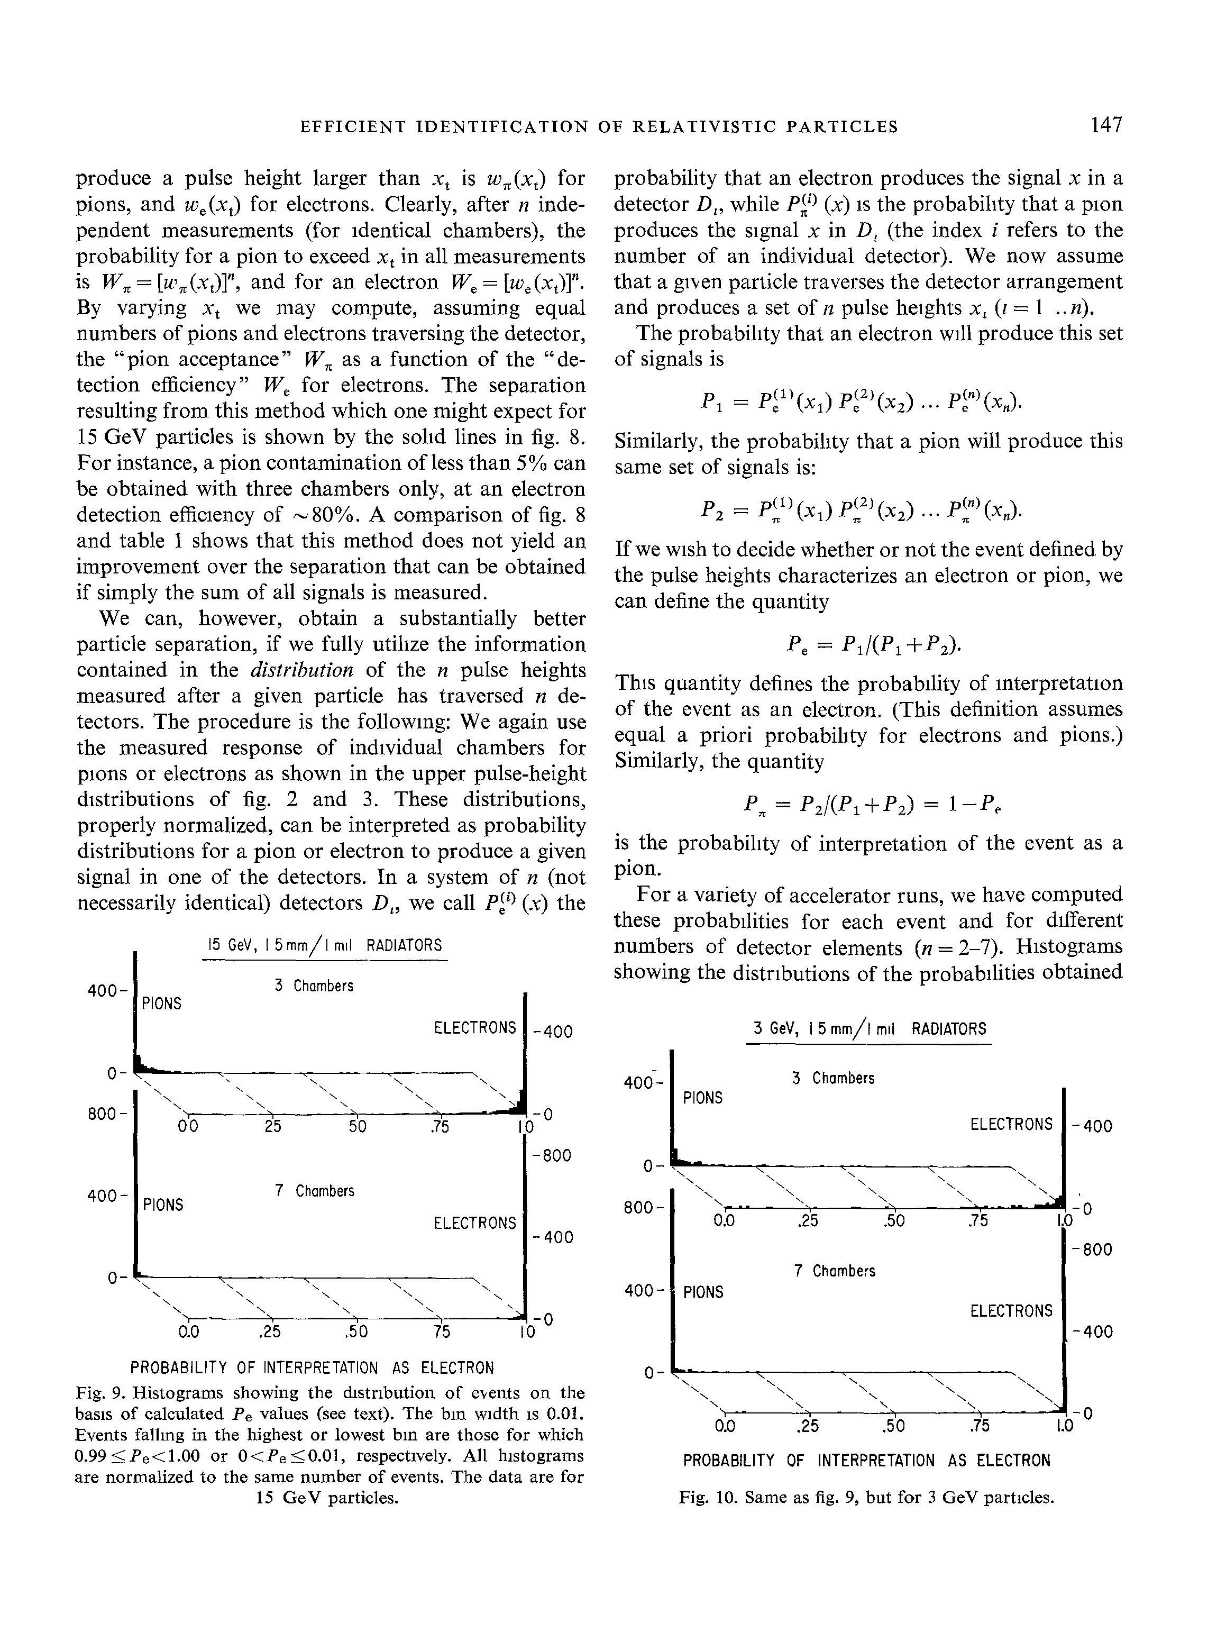 EFFICIENT IDENTIFICATION OF RELATIVISTIC PARTICLES 147
produce a pulse height larger than x_t is w_π(x_t) for
pions, and w_e(x_t) for electrons. Clearly, after n inde-
pendent measurements (for identical chambers), the
probability for a pion to exceed x_t in all measurements
is W_π = [w_π(x_t)]^n, and for an electron W_e = [w_e(x_t)]^n.
By varying x_t we may compute, assuming equal
numbers of pions and electrons traversing the detector,
the “pion acceptance” W_π as a function of the “de-
tection efficiency” W_e for electrons. The separation
resulting from this method which one might expect for
15 GeV particles is shown by the solid lines in fig. 8.
For instance, a pion contamination of less than 5% can
be obtained with three chambers only, at an electron
detection efficiency of ~80%. A comparison of fig. 8
and table 1 shows that this method does not yield an
improvement over the separation that can be obtained
if simply the sum of all signals is measured.
We can, however, obtain a substantially better
particle separation, if we fully utilize the information
contained in the distribution of the n pulse heights
measured after a given particle has traversed n de-
tectors. The procedure is the following: We again use
the measured response of individual chambers for
pions or electrons as shown in the upper pulse-height
distributions of fig. 2 and 3. These distributions,
properly normalized, can be interpreted as probability
distributions for a pion or electron to produce a given
signal in one of the detectors. In a system of n (not
necessarily identical) detectors D_i, we call P_e^(i) (x) the
15 GeV, 1 5mm/1 mil RADIATORS
3 Chambers
400-
PIONS
ELECTRONS
-400
0-
-0
800-
00 25 50 .75 10
-800
7 Chambers
400-
PIONS
ELECTRONS
-400
0-
-0
0.0 .25 .50 75 10
PROBABILITY OF INTERPRETATION AS ELECTRON
Fig. 9. Histograms showing the distribution of events on the
basis of calculated P_e values (see text). The bin width is 0.01.
Events falling in the highest or lowest bin are those for which
0.99 ≤ P_e < 1.00 or 0 < P_e ≤ 0.01, respectively. All histograms
are normalized to the same number of events. The data are for
15 GeV particles.
probability that an electron produces the signal x in a
detector D_i, while P_π^(i) (x) is the probability that a pion
produces the signal x in D_i (the index i refers to the
number of an individual detector). We now assume
that a given particle traverses the detector arrangement
and produces a set of n pulse heights x_i (i = 1 ..n).
The probability that an electron will produce this set
of signals is
P_1 = P_e^(1)(x_1) P_e^(2)(x_2) ... P_e^(n)(x_n).
Similarly, the probability that a pion will produce this
same set of signals is:
P_2 = P_π^(1)(x_1) P_π^(2)(x_2) ... P_π^(n)(x_n).
If we wish to decide whether or not the event defined by
the pulse heights characterizes an electron or pion, we
can define the quantity
P_e = P_1/(P_1+P_2).
This quantity defines the probability of interpretation
of the event as an electron. (This definition assumes
equal a priori probability for electrons and pions.)
Similarly, the quantity
P_π = P_2/(P_1+P_2) = 1−P_e
is the probability of interpretation of the event as a
pion.
For a variety of accelerator runs, we have computed
these probabilities for each event and for different
numbers of detector elements (n = 2–7). Histograms
showing the distributions of the probabilities obtained
3 GeV, 1 5mm/1 mil RADIATORS
3 Chambers
400-
PIONS
ELECTRONS
-400
0-
-0
800-
0.0 .25 .50 .75 1.0
-800
7 Chambers
400-
PIONS
ELECTRONS
-400
0-
-0
0.0 .25 .50 .75 1.0
PROBABILITY OF INTERPRETATION AS ELECTRON
Fig. 10. Same as fig. 9, but for 3 GeV particles.